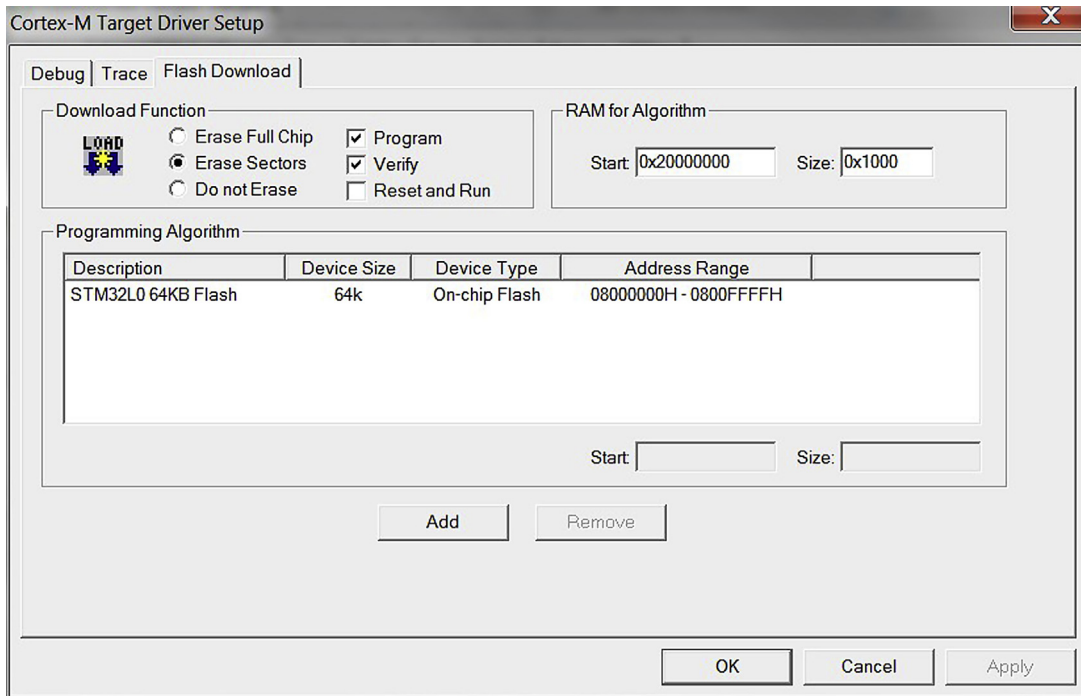 Cortex-M Target Driver Setup
X
Debug Trace Flash Download
Download Function
LOAD
Erase Full Chip
Erase Sectors
Do not Erase
Program
Verify
Reset and Run
RAM for Algorithm
Start: 0x20000000 Size: 0x1000
Programming Algorithm
Description Device Size Device Type Address Range
STM32L0 64KB Flash 64k On-chip Flash 08000000H - 0800FFFFH
Start: Size:
Add Remove
OK Cancel Apply